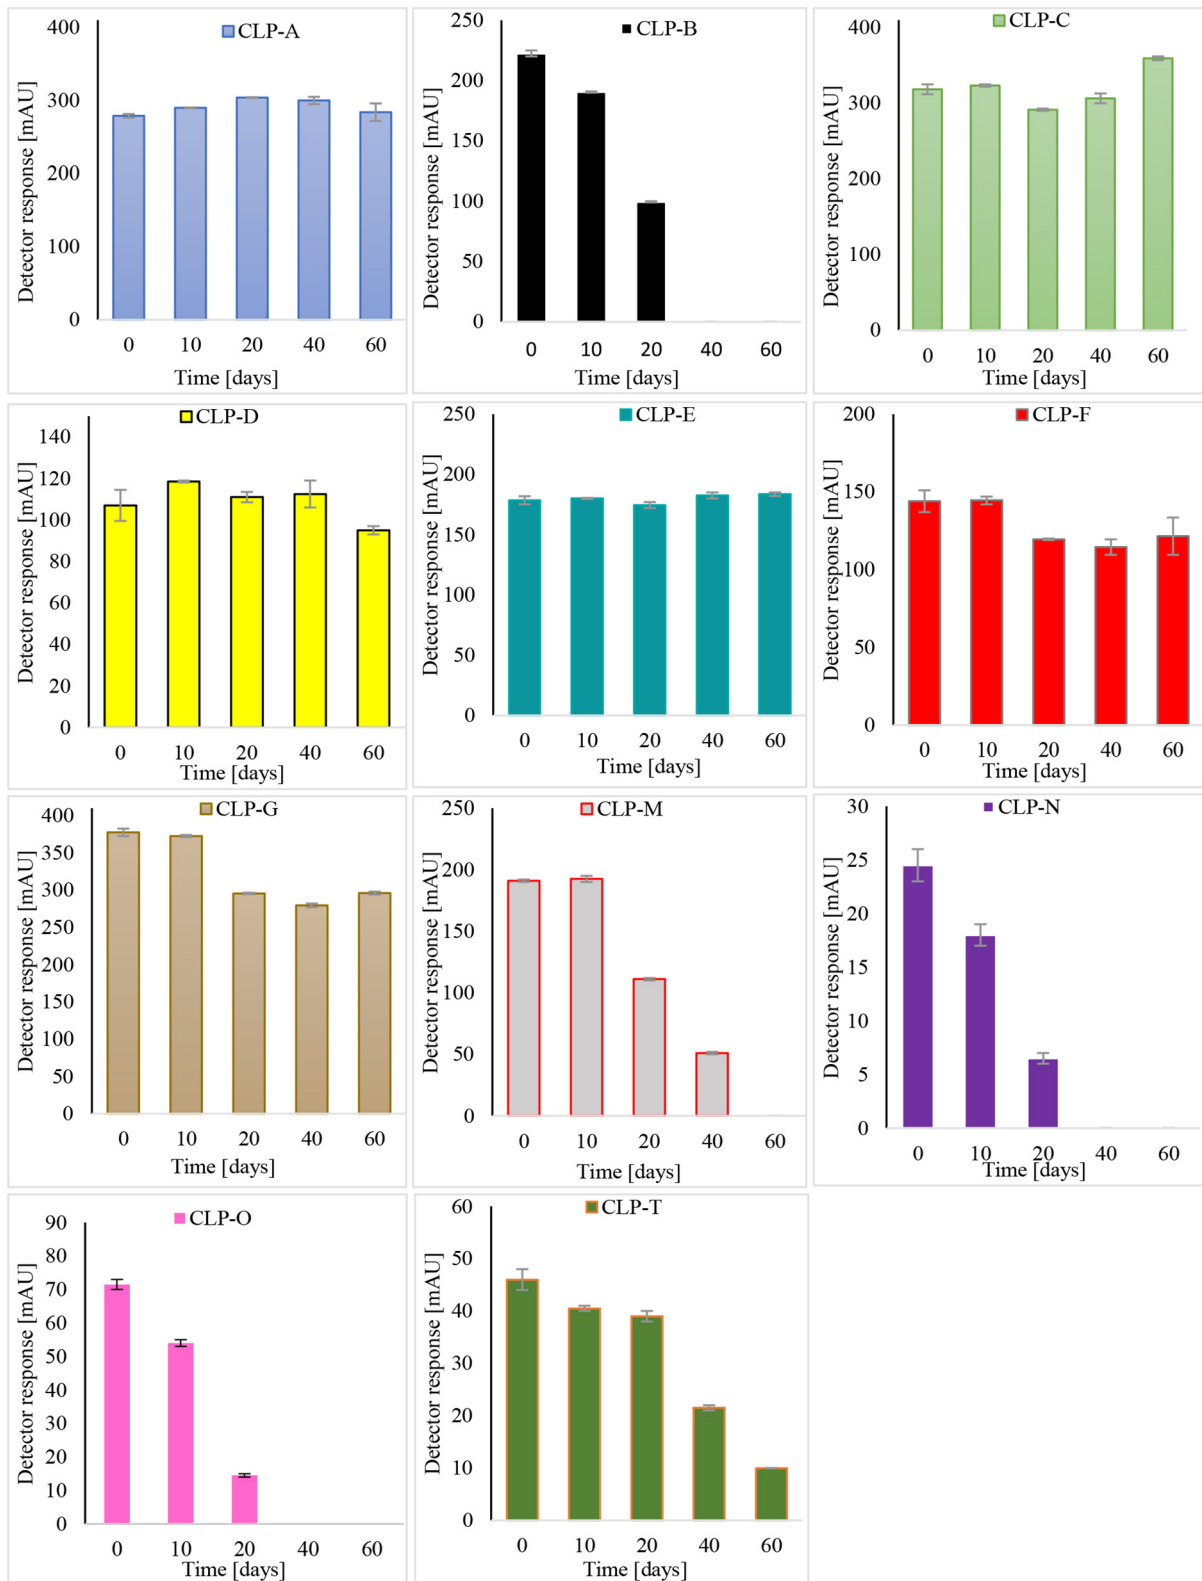 CLP-A
Detector response [mAU]
400
300
200
100
0
0 10 20 40 60
Time [days]
CLP-B
Detector response [mAU]
250
200
150
100
50
0
0 10 20 40 60
Time [days]
CLP-C
Detector response [mAU]
400
300
200
100
0
0 10 20 40 60
Time [days]
CLP-D
Detector response [mAU]
140
120
100
80
60
40
20
0
0 10 20 40 60
Time [days]
CLP-E
Detector response [mAU]
250
200
150
100
50
0
0 10 20 40 60
Time [days]
CLP-F
Detector response [mAU]
200
150
100
50
0
0 10 20 40 60
Time [days]
CLP-G
Detector response [mAU]
400
350
300
250
200
150
100
50
0
0 10 20 40 60
Time [days]
CLP-M
Detector response [mAU]
250
200
150
100
50
0
0 10 20 40 60
Time [days]
CLP-N
Detector response [mAU]
30
25
20
15
10
5
0
0 10 20 40 60
Time [days]
CLP-O
Detector response [mAU]
90
80
70
60
50
40
30
20
10
0
0 10 20 40 60
Time [days]
CLP-T
Detector response [mAU]
60
50
40
30
20
10
0
0 10 20 40 60
Time [days]